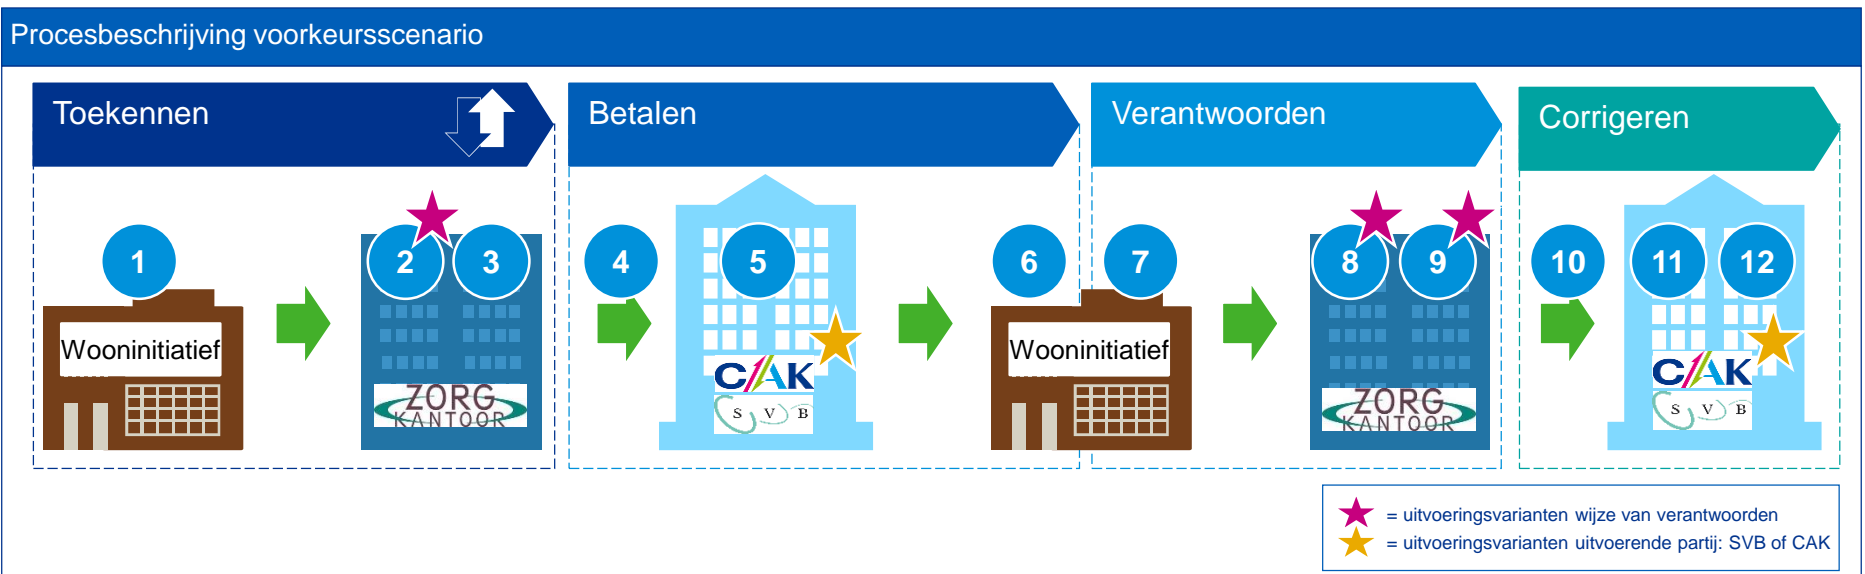 Procesbeschrijving voorkeursscenario
Toekennen
Betalen
Verantwoorden
Corrigeren
1
2
3
4
5
6
7
8
9
10
11
12
Wooninitiatief
ZORG
KANTOOR
CAK
S V B
Wooninitiatief
ZORG
KANTOOR
CAK
S V B
= uitvoeringsvarianten wijze van verantwoorden
= uitvoeringsvarianten uitvoerende partij: SVB of CAK